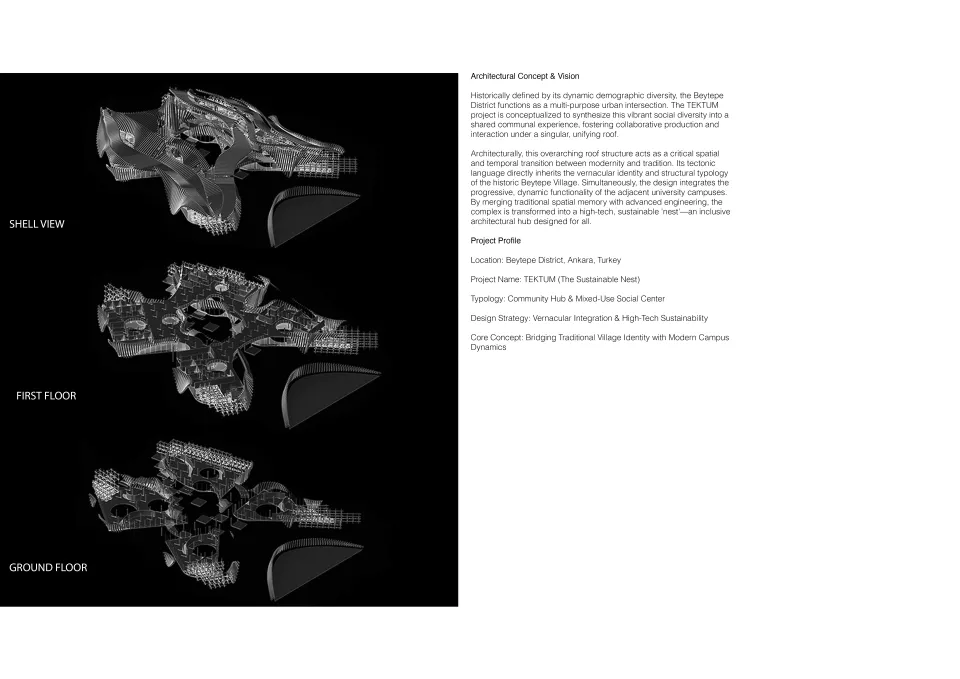 Architectural Concept & Vision
Historically defined by its dynamic demographic diversity, the Beytepe
District functions as a multi-purpose urban intersection. The TEKTUM
project is conceptualized to synthesize this vibrant social diversity into a
shared communal experience, fostering collaborative production and
interaction under a singular, unifying roof.
Architecturally, this overarching roof structure acts as a critical spatial
and temporal transition between modernity and tradition. Its tectonic
language directly inherits the vernacular identity and structural typology
of the historic Beytepe Village. Simultaneously, the design integrates the
progressive, dynamic functionality of the adjacent university campuses.
By merging traditional spatial memory with advanced engineering, the
complex is transformed into a high-tech, sustainable 'nest'—an inclusive
architectural hub designed for all.
Project Profile
Location: Beytepe District, Ankara, Turkey
Project Name: TEKTUM (The Sustainable Nest)
Typology: Community Hub & Mixed-Use Social Center
Design Strategy: Vernacular Integration & High-Tech Sustainability
Core Concept: Bridging Traditional Village Identity with Modern Campus
Dynamics
SHELL VIEW
FIRST FLOOR
GROUND FLOOR